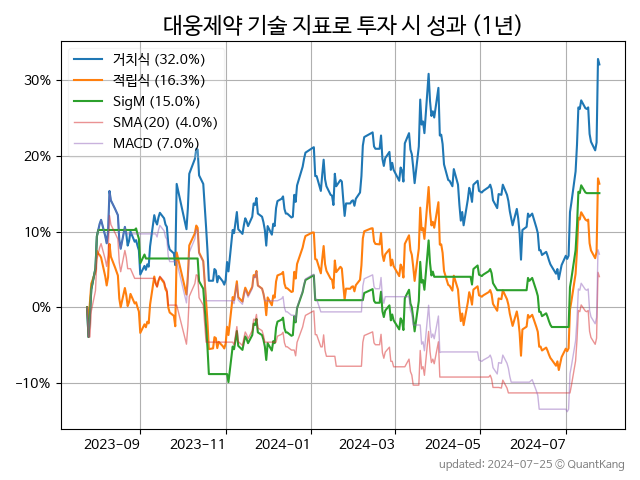 대웅제약 기술 지표로 투자 시 성과 (1년)
거치식 (32.0%)
적립식 (16.3%)
SigM (15.0%)
SMA(20) (4.0%)
MACD (7.0%)
30%
20%
10%
0%
−10%
2023-09
2023-11
2024-01
2024-03
2024-05
2024-07
updated: 2024-07-25 © QuantKang